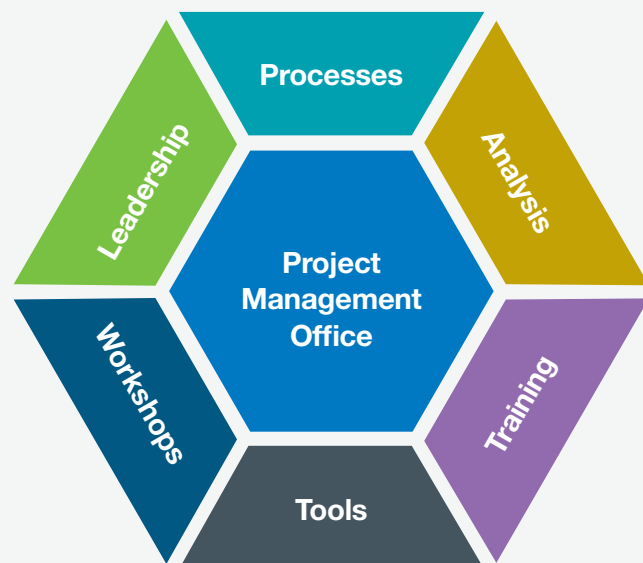 Processes
Analysis
Training
Tools
Workshops
Leadership
Project
Management
Office